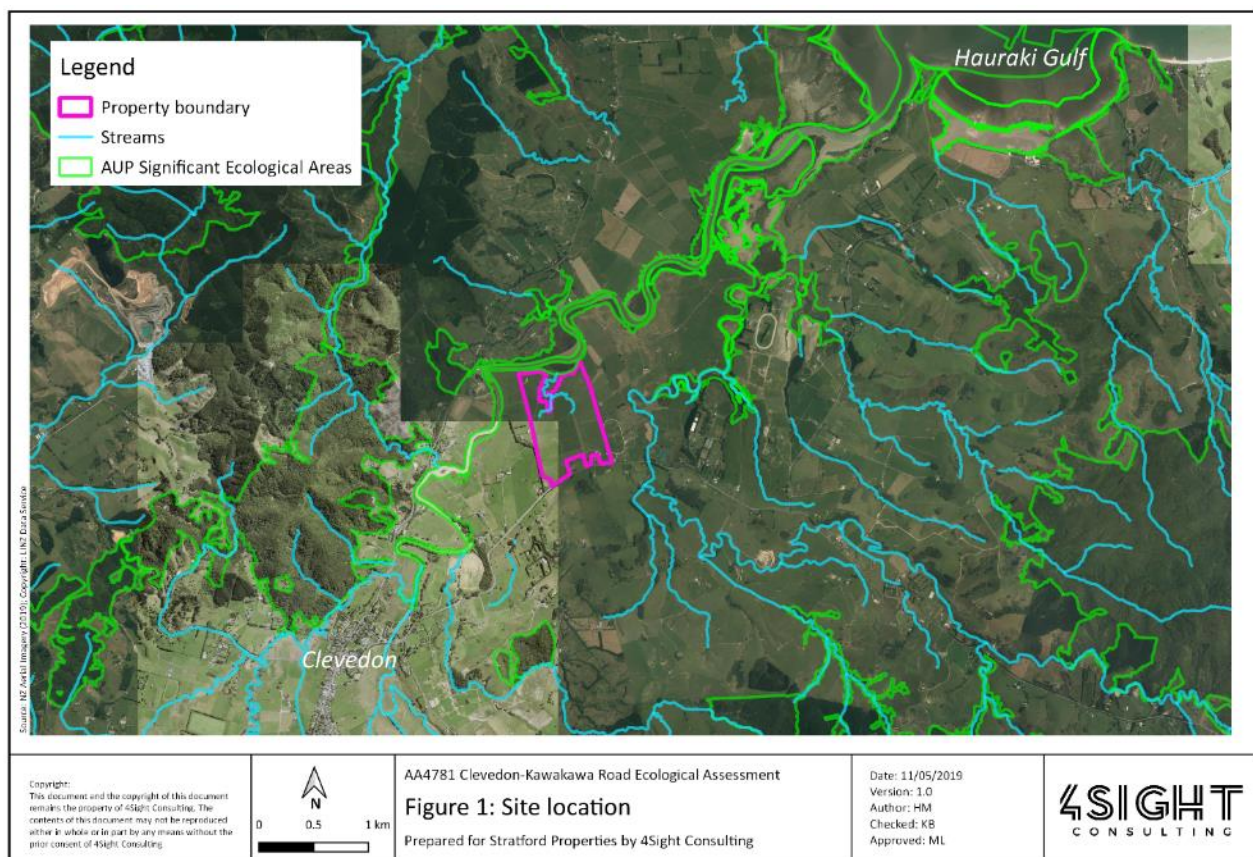 Hauraki Gulf
Legend
Property boundary
Streams
AUP Significant Ecological Areas
Clevedon
Source: NZ Aerial Imagery (2019); Copyright: LINZ Data Service
Copyright:
This document and the copyright of this document
remains the property of 4Sight Consulting. The
contents of this document may not be reproduced
either in whole or in part by any means without the
prior consent of 4Sight Consulting
N
0 0.5 1 km
AA4781 Clevedon-Kawakawa Road Ecological Assessment
Figure 1: Site location
Prepared for Stratford Properties by 4Sight Consulting
Date: 11/05/2019
Version: 1.0
Author: HM
Checked: KB
Approved: ML
4SIGHT
CONSULTING